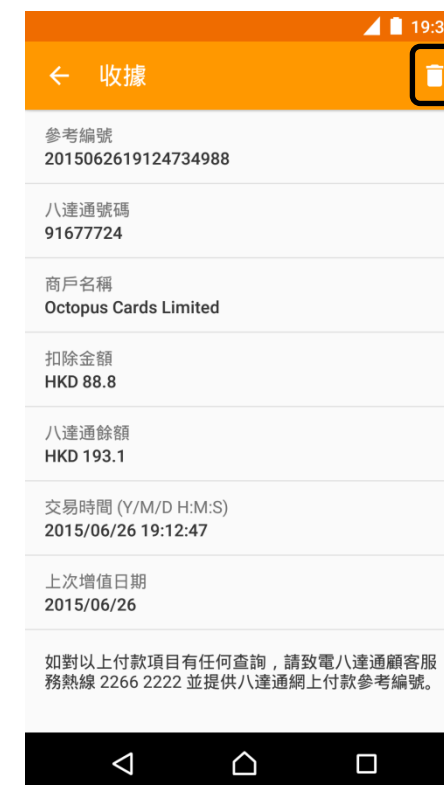 19:3
收據
參考編號
2015062619124734988
八達通號碼
91677724
商戶名稱
Octopus Cards Limited
扣除金額
HKD 88.8
八達通餘額
HKD 193.1
交易時間 (Y/M/D H:M:S)
2015/06/26 19:12:47
上次增值日期
2015/06/26
如對以上付款項目有任何查詢，請致電八達通顧客服
務熱線 2266 2222 並提供八達通網上付款參考編號。